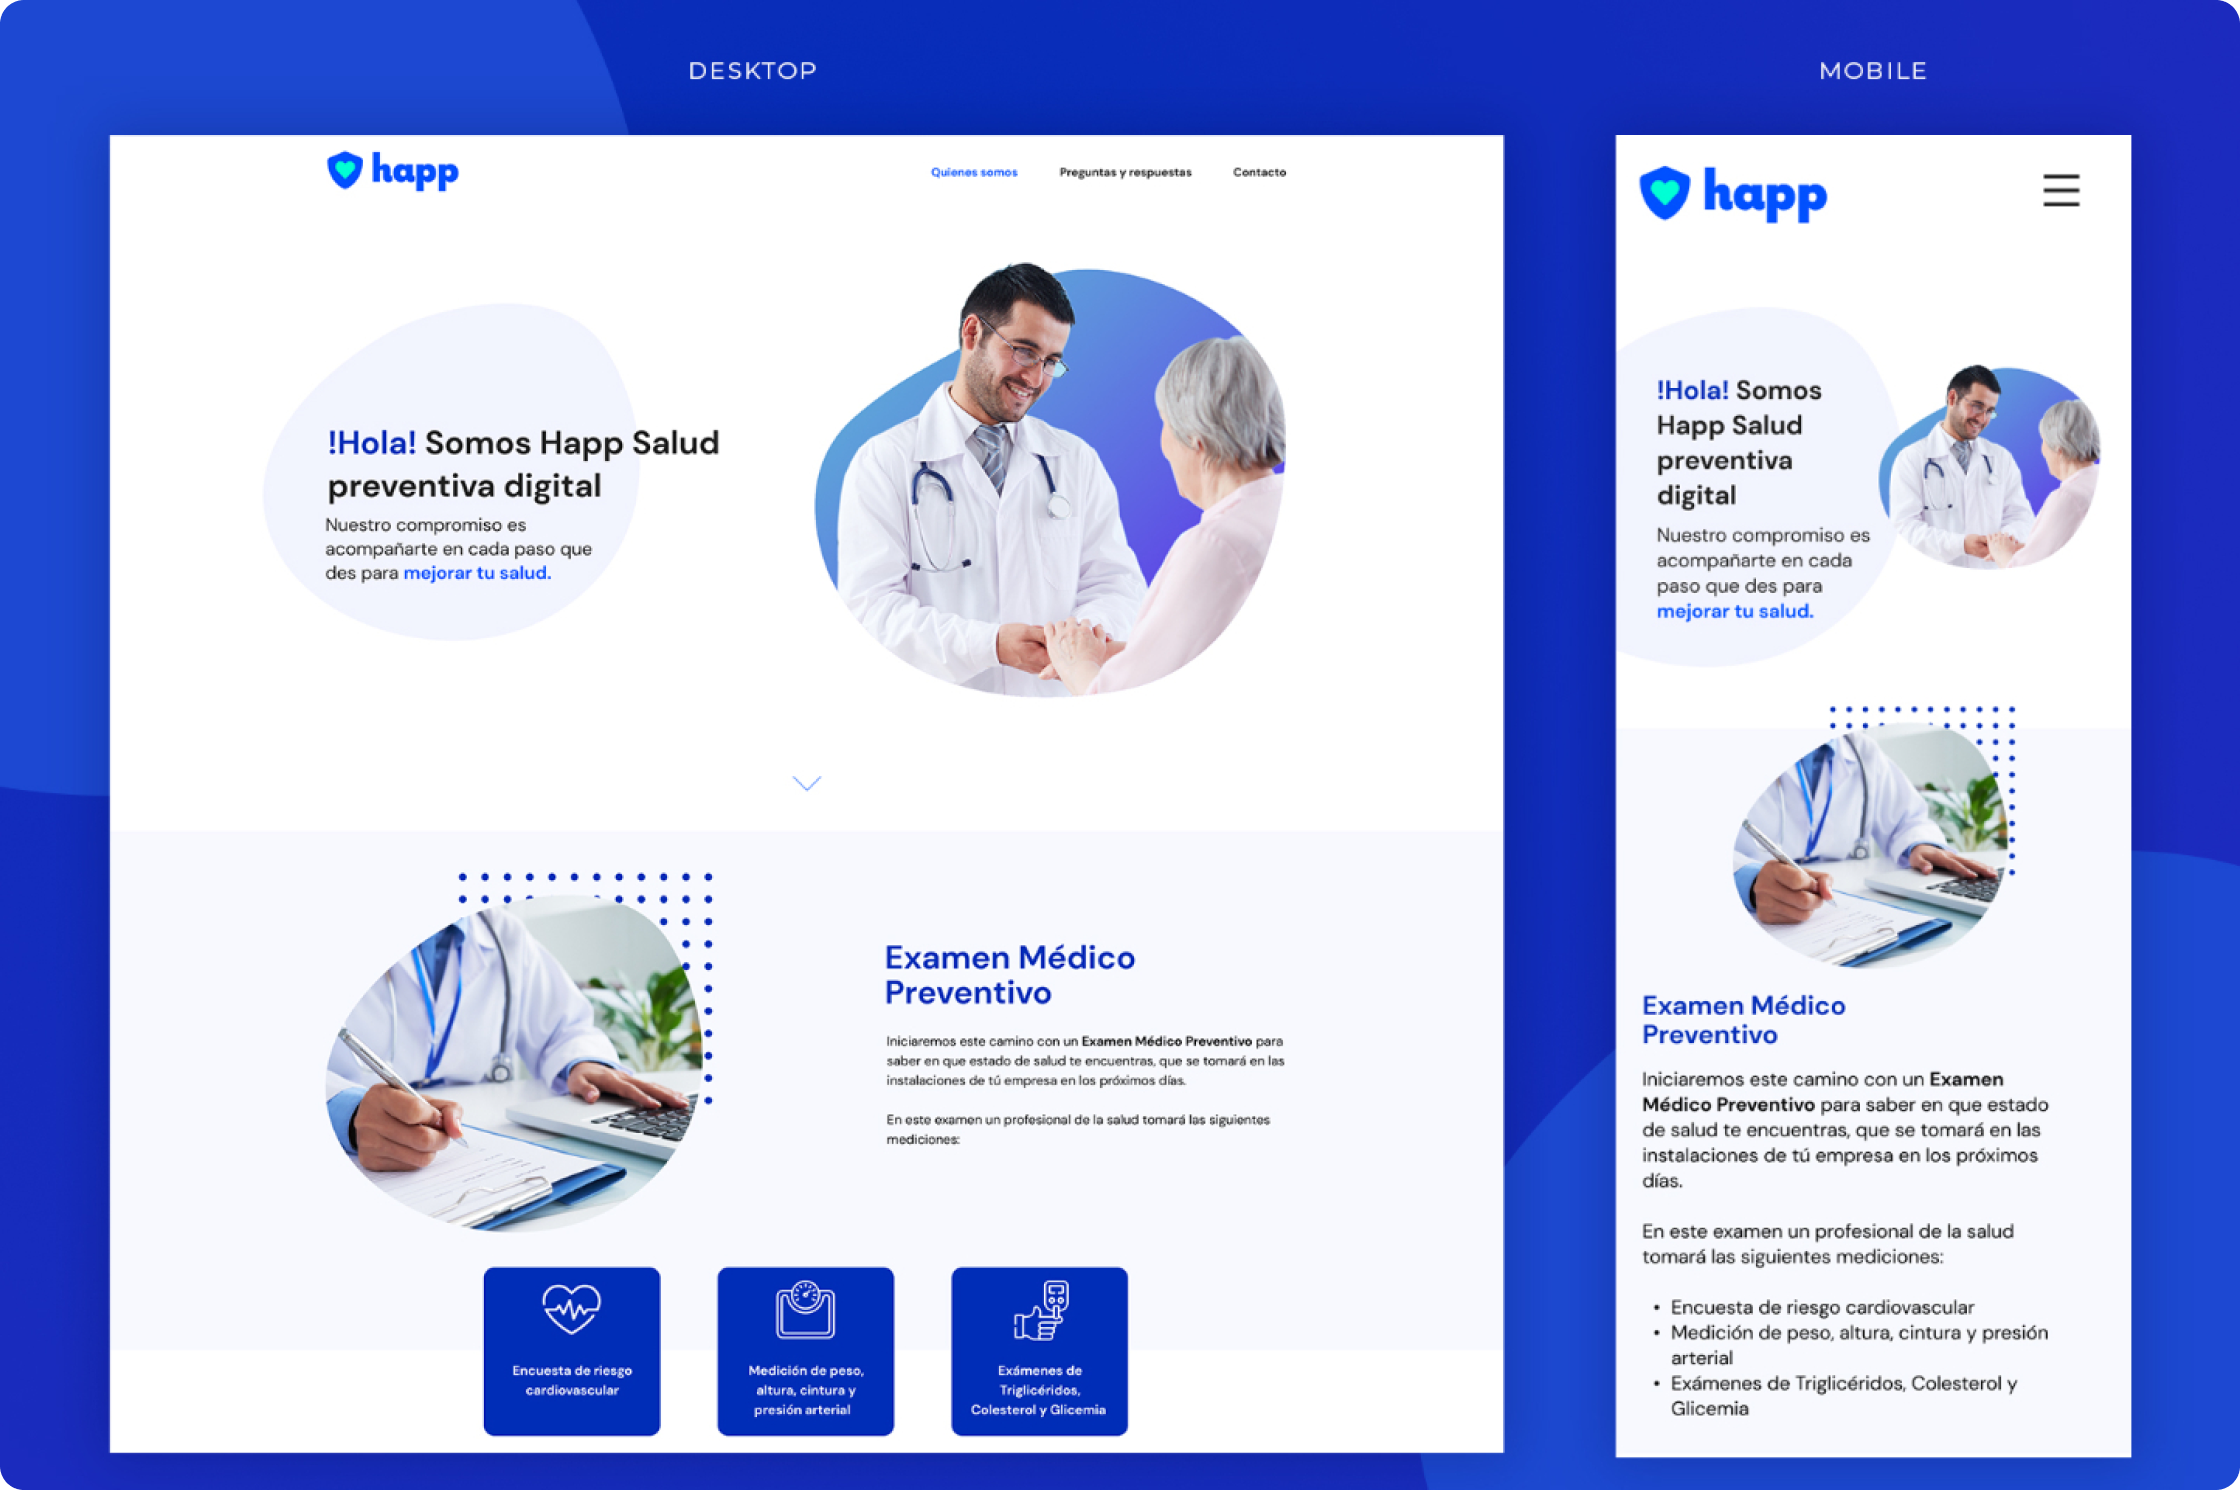 DESKTOP
happ
Quienes somos
Preguntas y respuestas
Contacto
!Hola! Somos Happ Salud
preventiva digital
Nuestro compromiso es
acompañarte en cada paso que
des para mejorar tu salud.
Examen Médico
Preventivo
Iniciaremos este camino con un Examen Médico Preventivo para
saber en que estado de salud te encuentras, que se tomará en las
instalaciones de tú empresa en los próximos días.
En este examen un profesional de la salud tomará las siguientes
mediciones:
Encuesta de riesgo
cardiovascular
Medición de peso,
altura, cintura y
presión arterial
Exámenes de
Triglicéridos,
Colesterol y Glicemia
MOBILE
happ
!Hola! Somos
Happ Salud
preventiva
digital
Nuestro compromiso es
acompañarte en cada
paso que des para
mejorar tu salud.
Examen Médico
Preventivo
Iniciaremos este camino con un Examen
Médico Preventivo para saber en que estado
de salud te encuentras, que se tomará en las
instalaciones de tú empresa en los próximos
días.
En este examen un profesional de la salud
tomará las siguientes mediciones:
• Encuesta de riesgo cardiovascular
• Medición de peso, altura, cintura y presión
arterial
• Exámenes de Triglicéridos, Colesterol y
Glicemia